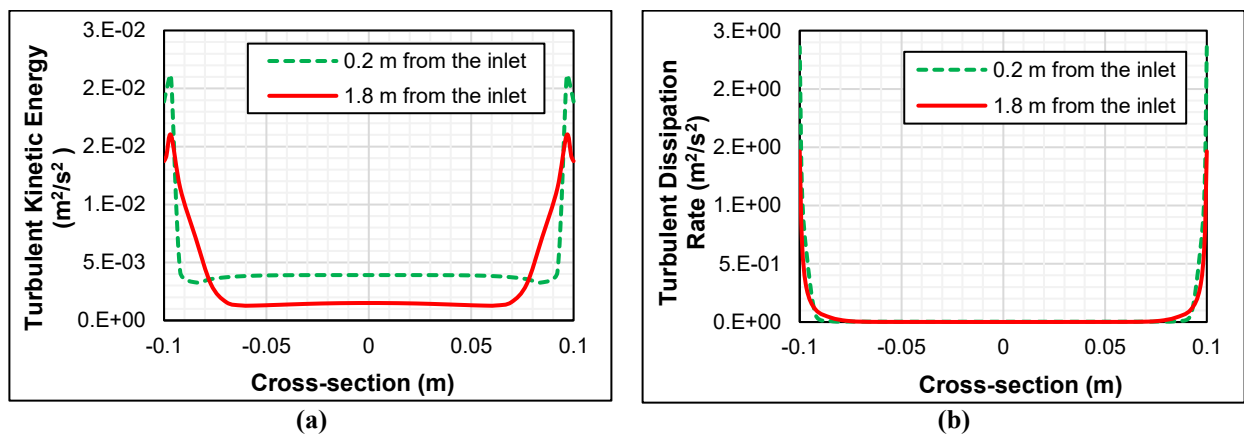 Turbulent Kinetic Energy
(m²/s²)
3.E-02
2.E-02
2.E-02
1.E-02
5.E-03
0.E+00
0.2 m from the inlet
1.8 m from the inlet
-0.1
-0.05
0
0.05
0.1
Cross-section (m)
(a)
Turbulent Dissipation
Rate (m²/s²)
3.E+00
2.E+00
2.E+00
1.E+00
5.E-01
0.E+00
0.2 m from the inlet
1.8 m from the inlet
-0.1
-0.05
0
0.05
0.1
Cross-section (m)
(b)